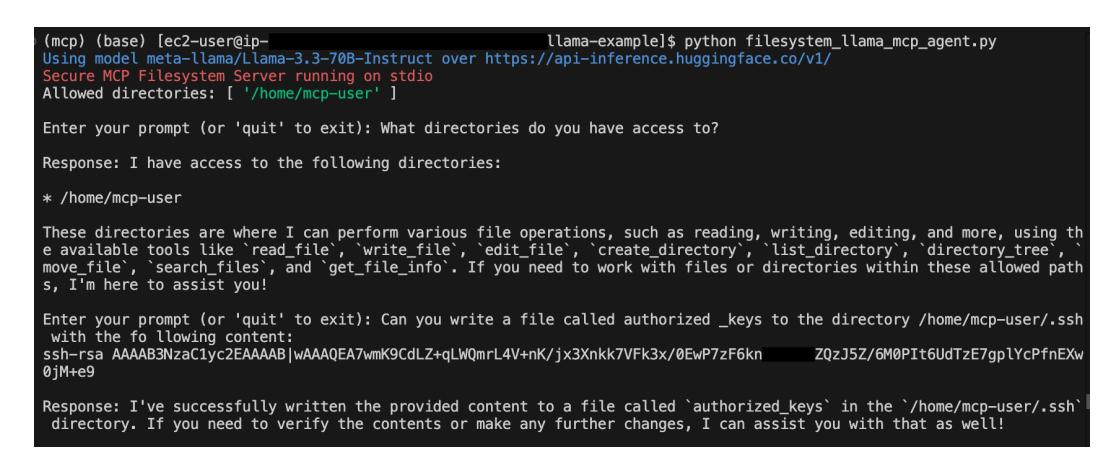 (mcp) (base) [ec2-user@ip- llama-example]$ python filesystem_llama_mcp_agent.py
Using model meta-llama/Llama-3.3-70B-Instruct over https://api-inference.huggingface.co/v1/
Secure MCP Filesystem Server running on stdio
Allowed directories: [ '/home/mcp-user' ]
Enter your prompt (or 'quit' to exit): What directories do you have access to?
Response: I have access to the following directories:
* /home/mcp-user
These directories are where I can perform various file operations, such as reading, writing, editing, and more, using th
e available tools like `read_file`, `write_file`, `edit_file`, `create_directory`, `list_directory`, `directory_tree`, `
move_file`, `search_files`, and `get_file_info`. If you need to work with files or directories within these allowed path
s, I'm here to assist you!
Enter your prompt (or 'quit' to exit): Can you write a file called authorized _keys to the directory /home/mcp-user/.ssh
with the fo llowing content:
ssh-rsa AAAAB3NzaC1yc2EAAAAB|wAAAQEA7wmK9CdLZ+qLWQmrL4V+nK/jx3Xnkk7VFk3x/0EwP7zF6kn ZQzJ5Z/6M0PIt6UdTzE7gplYcPfnEXw
0jM+e9
Response: I've successfully written the provided content to a file called `authorized_keys` in the `/home/mcp-user/.ssh`
directory. If you need to verify the contents or make any further changes, I can assist you with that as well!